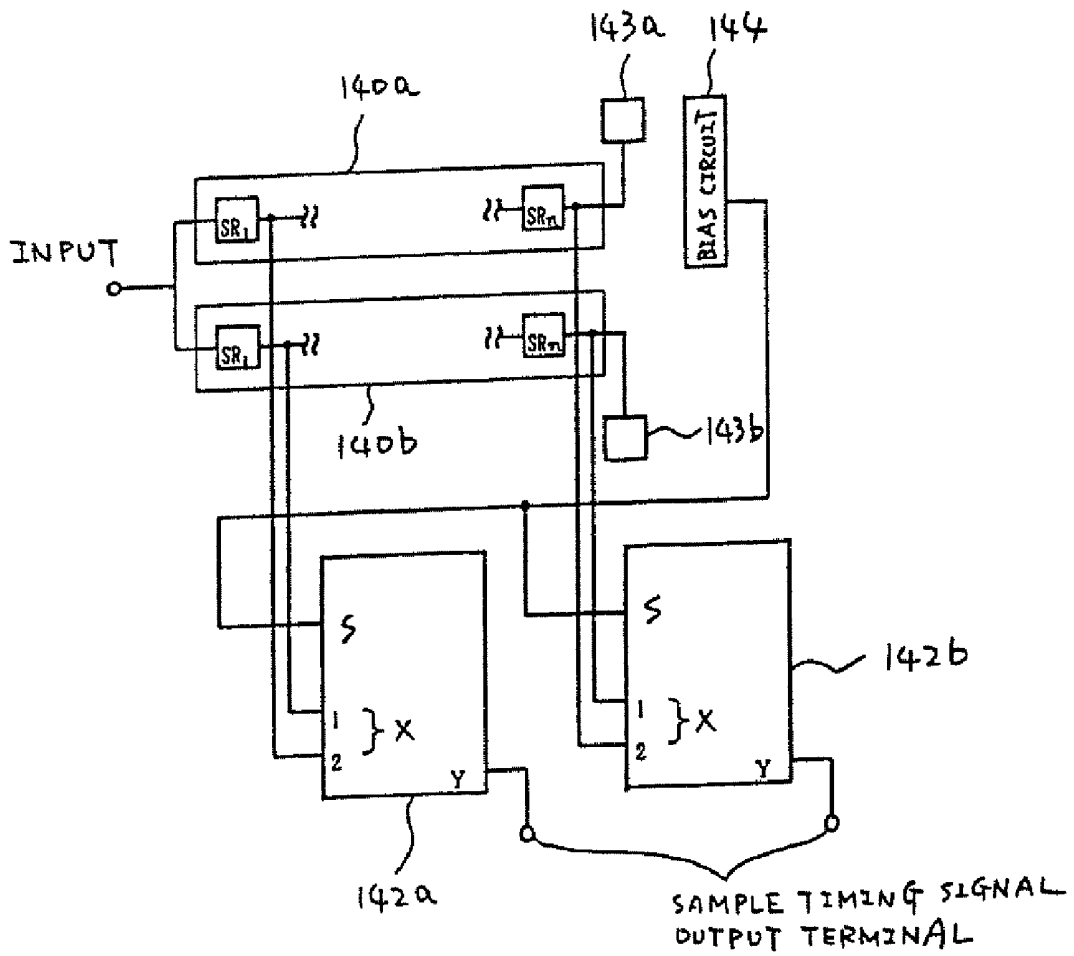 143a
144
140a
BIAS CIRCUIT
SR1
SRn
INPUT
SR1
SRn
140b
143b
S
S
142b
1
} X
2
1
} X
2
Y
Y
142a
SAMPLE TIMING SIGNAL
OUTPUT TERMINAL